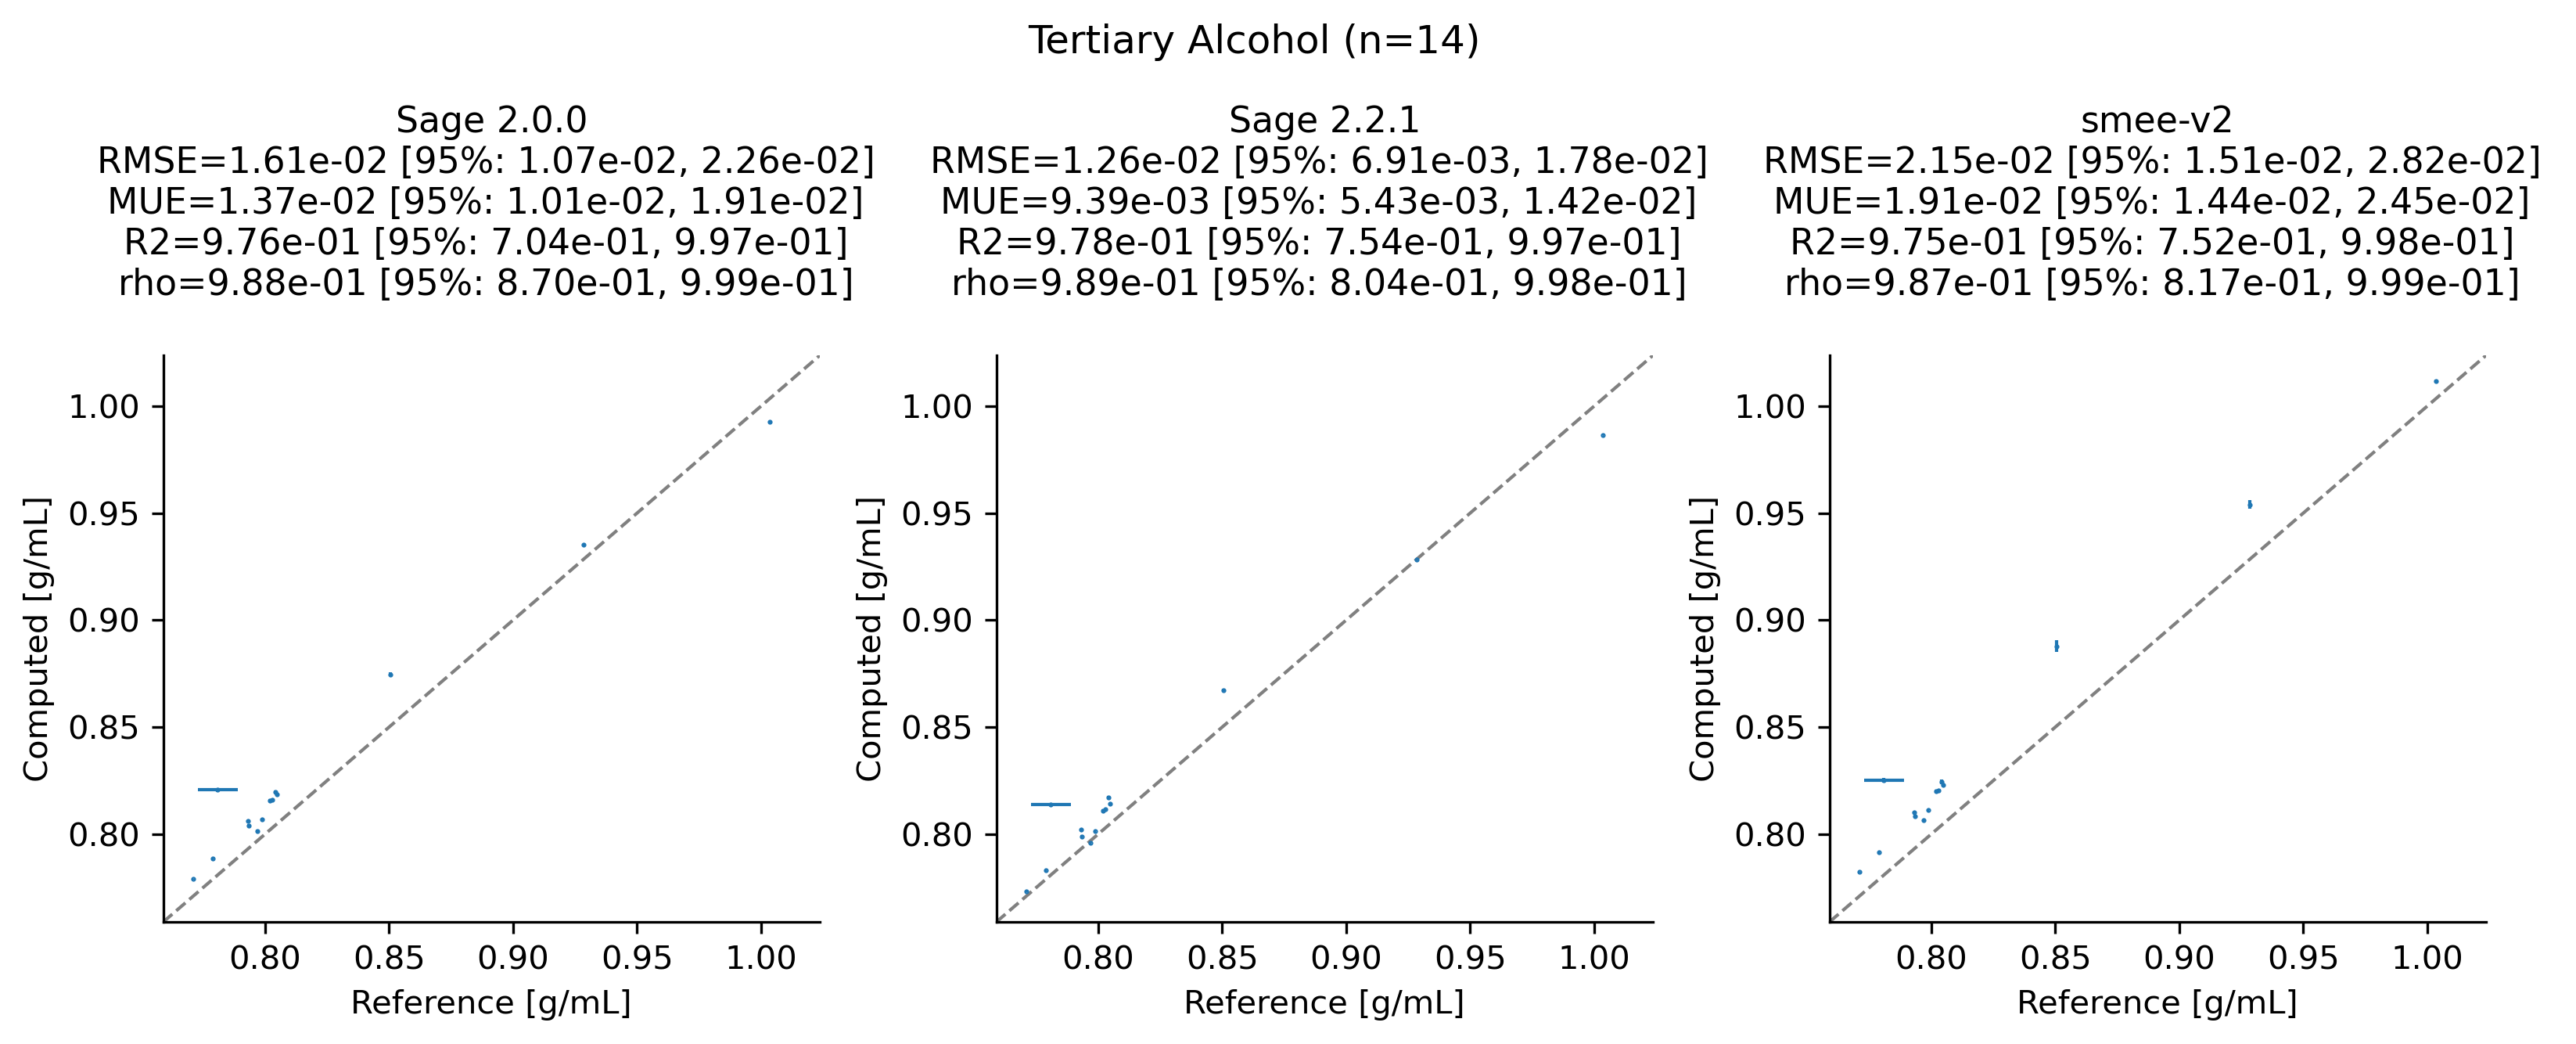 Tertiary Alcohol (n=14)
Sage 2.0.0
RMSE=1.61e-02 [95%: 1.07e-02, 2.26e-02]
MUE=1.37e-02 [95%: 1.01e-02, 1.91e-02]
R2=9.76e-01 [95%: 7.04e-01, 9.97e-01]
rho=9.88e-01 [95%: 8.70e-01, 9.99e-01]
1.00
0.95
0.90
0.85
0.80
Computed [g/mL]
0.80 0.85 0.90 0.95 1.00
Reference [g/mL]
Sage 2.2.1
RMSE=1.26e-02 [95%: 6.91e-03, 1.78e-02]
MUE=9.39e-03 [95%: 5.43e-03, 1.42e-02]
R2=9.78e-01 [95%: 7.54e-01, 9.97e-01]
rho=9.89e-01 [95%: 8.04e-01, 9.98e-01]
1.00
0.95
0.90
0.85
0.80
Computed [g/mL]
0.80 0.85 0.90 0.95 1.00
Reference [g/mL]
smee-v2
RMSE=2.15e-02 [95%: 1.51e-02, 2.82e-02]
MUE=1.91e-02 [95%: 1.44e-02, 2.45e-02]
R2=9.75e-01 [95%: 7.52e-01, 9.98e-01]
rho=9.87e-01 [95%: 8.17e-01, 9.99e-01]
1.00
0.95
0.90
0.85
0.80
Computed [g/mL]
0.80 0.85 0.90 0.95 1.00
Reference [g/mL]